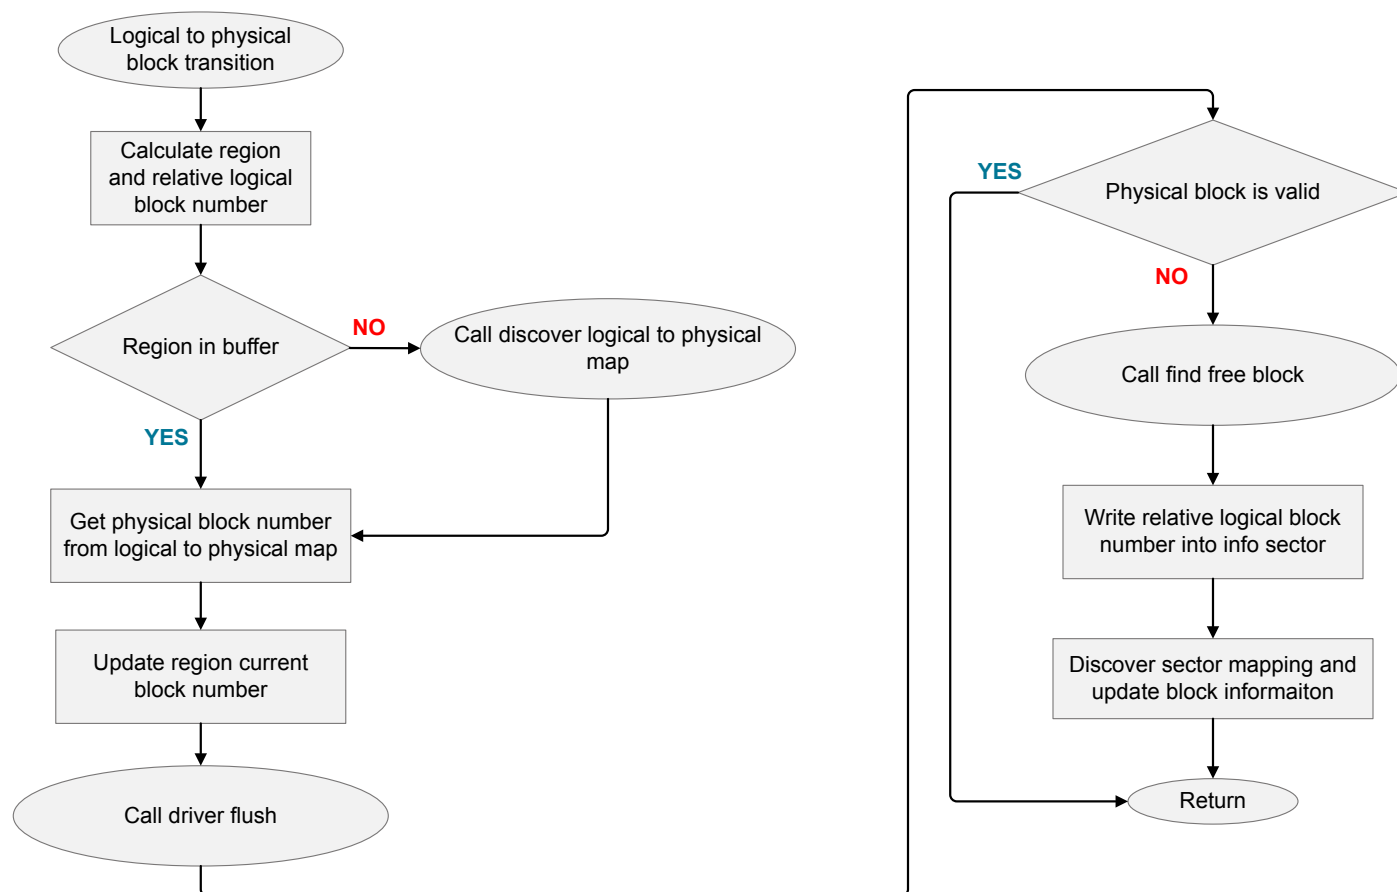 Logical to physical
block transition
Calculate region
and relative logical
block number
Region in buffer
NO
Call discover logical to physical
map
YES
Get physical block number
from logical to physical map
Update region current
block number
Call driver flush
YES
Physical block is valid
NO
Call find free block
Write relative logical block
number into info sector
Discover sector mapping and
update block informaiton
Return